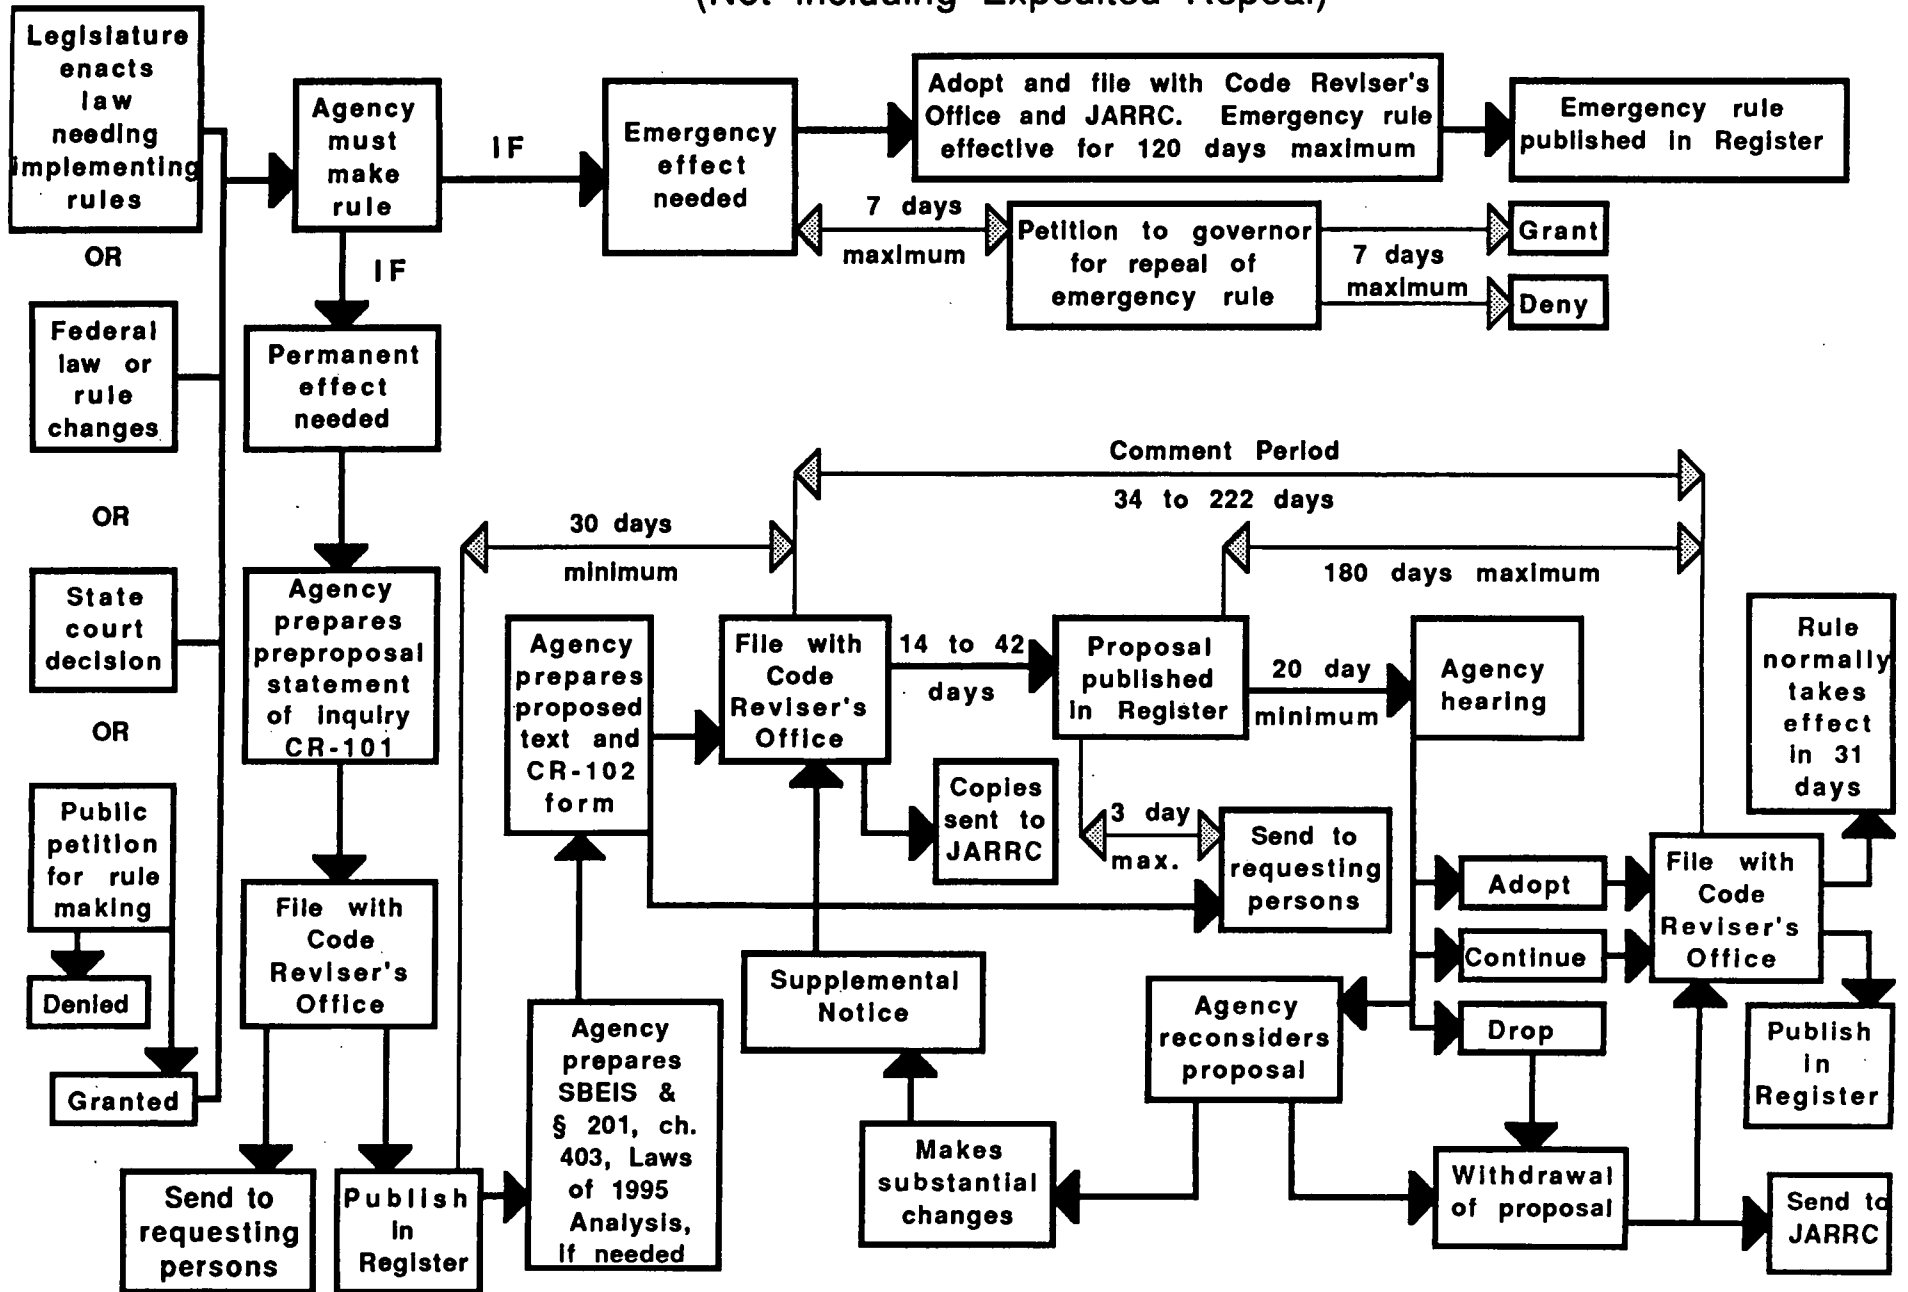 (Not Including Expedited Repeal)
Legislature
enacts
law
needing
implementing
rules
OR
Federal
law or
rule
changes
OR
State
court
decision
OR
Public
petition
for rule
making
Denied
Granted
Agency
must
make
rule
IF
Emergency
effect
needed
Adopt and file with Code Reviser's
Office and JARRC. Emergency rule
effective for 120 days maximum
Emergency rule
published in Register
7 days
maximum
Petition to governor
for repeal of
emergency rule
7 days
maximum
Grant
Deny
IF
Permanent
effect
needed
Agency
prepares
preproposal
statement
of inquiry
CR-101
File with
Code
Reviser's
Office
Send to
requesting
persons
Publish
in
Register
30 days
minimum
Agency
prepares
SBEIS &
§ 201, ch.
403, Laws
of 1995
Analysis,
if needed
Agency
prepares
proposed
text and
CR-102
form
File with
Code
Reviser's
Office
Copies
sent to
JARRC
14 to 42
days
Comment Period
34 to 222 days
180 days maximum
Proposal
published
in Register
20 day
minimum
Agency
hearing
3 day
max.
Send to
requesting
persons
Supplemental
Notice
Makes
substantial
changes
Agency
reconsiders
proposal
Adopt
Continue
Drop
Withdrawal
of proposal
File with
Code
Reviser's
Office
Rule
normally
takes
effect
in 31
days
Publish
in
Register
Send to
JARRC